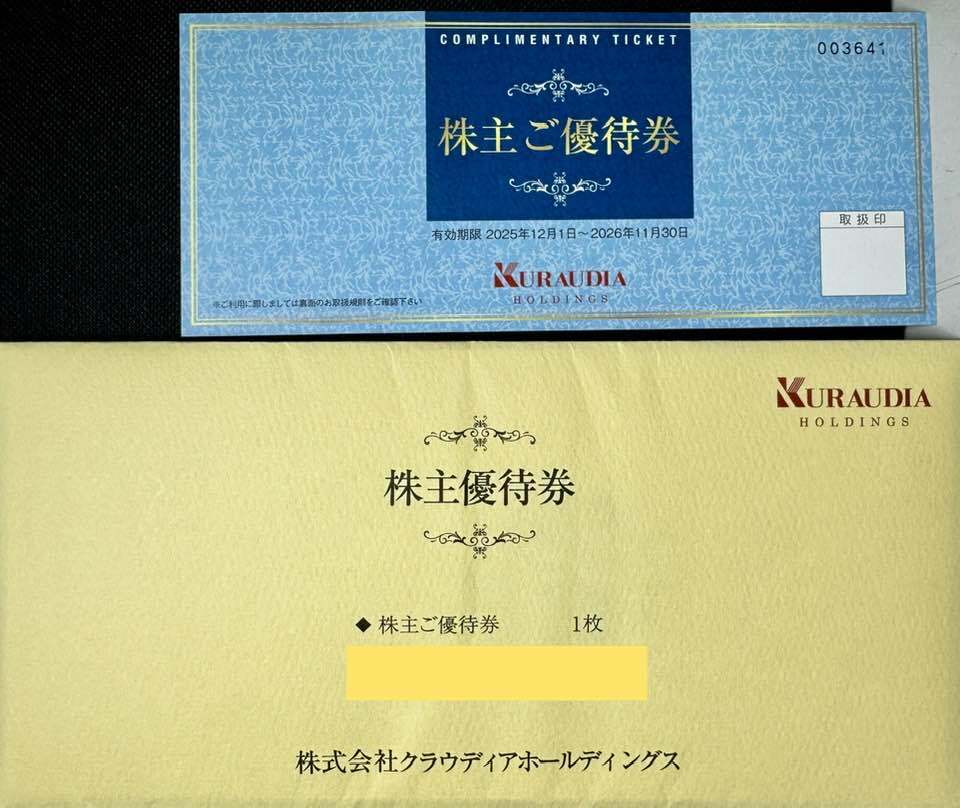 COMPLIMENTARY TICKET
003641
株主ご優待券
取扱印
有効期限 2025年12月1日～2026年11月30日
KURAUDIA
HOLDINGS
※ご利用に際しましては裏面のお取扱規則をご確認下さい
KURAUDIA
HOLDINGS
株主優待券
◆ 株主ご優待券 1枚
株式会社クラウディアホールディングス